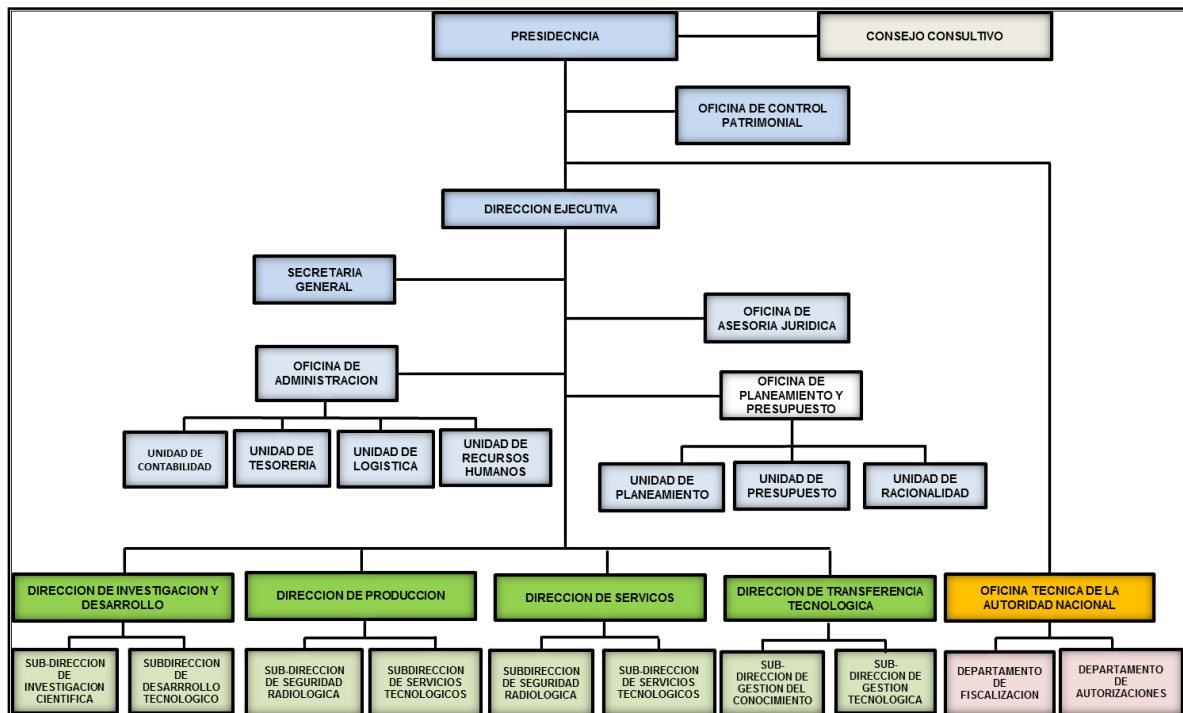 PRESIDECNCIA
CONSEJO CONSULTIVO
OFICINA DE CONTROL
PATRIMONIAL
DIRECCION EJECUTIVA
SECRETARIA
GENERAL
OFICINA DE
ASESORIA JURIDICA
OFICINA DE
ADMINISTRACION
OFICINA DE
PLANEAMIENTO Y
PRESUPUESTO
UNIDAD DE
CONTABILIDAD
UNIDAD DE
TESORERIA
UNIDAD DE
LOGISTICA
UNIDAD DE
RECURSOS
HUMANOS
UNIDAD DE
PLANEAMIENTO
UNIDAD DE
PRESUPUESTO
UNIDAD DE
RACIONALIDAD
DIRECCION DE INVESTIGACION Y
DESARROLLO
DIRECCION DE PRODUCCION
DIRECCION DE SERVICOS
DIRECCION DE TRANSFERENCIA
TECNOLOGICA
OFICINA TECNICA DE LA
AUTORIDAD NACIONAL
SUB-DIRECCION
DE
INVESTIGACION
CIENTIFICA
SUBDIRECCION
DE
DESARRROLLO
TECNOLOGICO
SUB-DIRECCION
DE SEGURIDAD
RADIOLOGICA
SUBDIRECCION
DE SERVICIOS
TECNOLOGICOS
SUBDIRECCION
DE SEGURIDAD
RADIOLOGICA
SUB-DIRECCION
DE SERVICIOS
TECNOLOGICOS
SUB-
DIRECCION DE
GESTION DEL
CONOCIMIENTO
SUB-
DIRECCION DE
GESTION
TECNOLOGICA
DEPARTAMENTO
DE
FISCALIZACION
DEPARTAMENTO
DE
AUTORIZACIONES